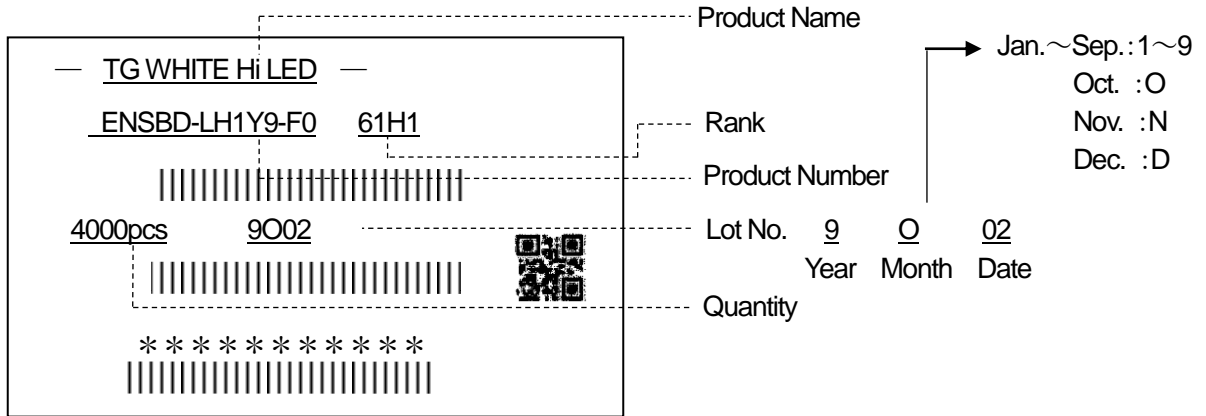 Product Name
— TG WHITE Hi LED —
Jan.～Sep.:1～9
Oct. :O
Nov. :N
Dec. :D
ENSBD-LH1Y9-F0 61H1
Rank
Product Number
4000pcs 9O02
Lot No. 9 O 02
Year Month Date
Quantity
＊＊＊＊＊＊＊＊＊＊＊